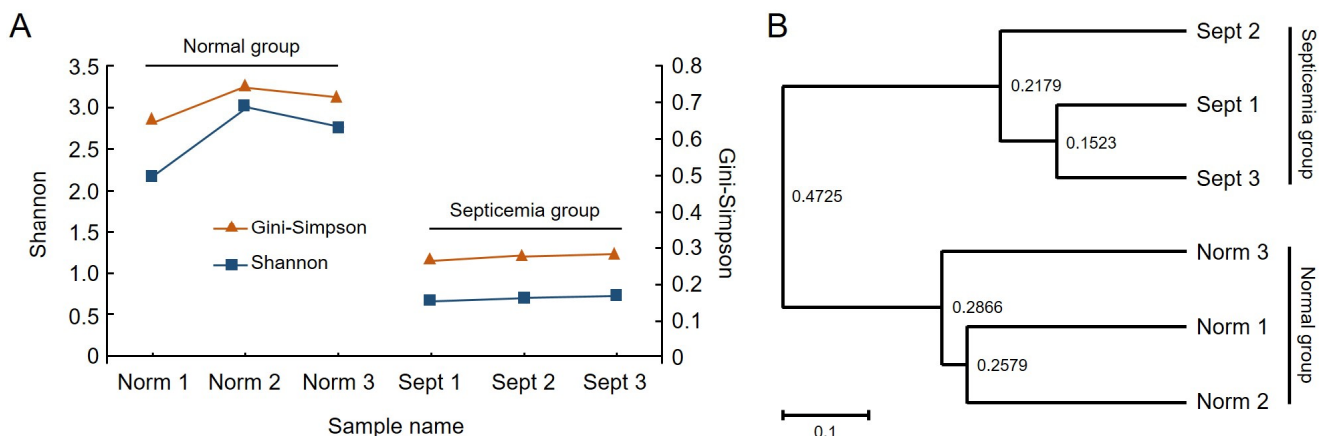 A
Normal group
3.5
3.0
2.5
2.0
1.5
1.0
0.5
0
Shannon
Gini-Simpson
Shannon
Septicemia group
0.8
0.7
0.6
0.5
0.4
0.3
0.2
0.1
0
Gini-Simpson
Norm 1 Norm 2 Norm 3 Sept 1 Sept 2 Sept 3
Sample name
B
Sept 2
0.2179
Sept 1
0.1523
Sept 3
Septicemia group
0.4725
Norm 3
0.2866
Norm 1
0.2579
Norm 2
Normal group
0.1